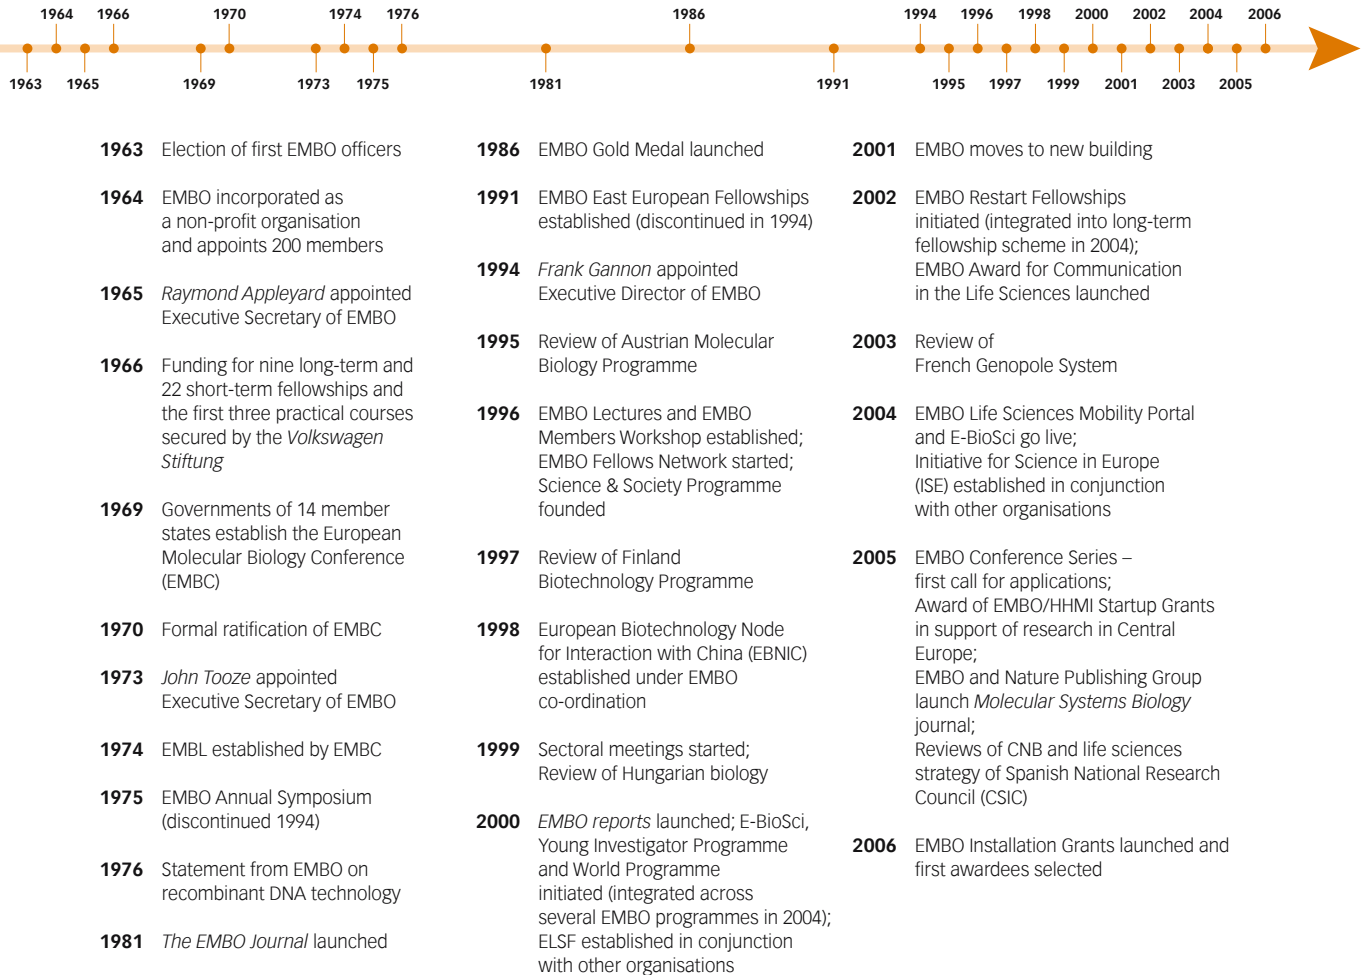 1964 1966 1970 1974 1976 1986 1994 1996 1998 2000 2002 2004 2006
1963 1965 1969 1973 1975 1981 1991 1995 1997 1999 2001 2003 2005
1963 Election of first EMBO officers
1964 EMBO incorporated as
a non-profit organisation
and appoints 200 members
1965 Raymond Appleyard appointed
Executive Secretary of EMBO
1966 Funding for nine long-term and
22 short-term fellowships and
the first three practical courses
secured by the Volkswagen
Stiftung
1969 Governments of 14 member
states establish the European
Molecular Biology Conference
(EMBC)
1970 Formal ratification of EMBC
1973 John Tooze appointed
Executive Secretary of EMBO
1974 EMBL established by EMBC
1975 EMBO Annual Symposium
(discontinued 1994)
1976 Statement from EMBO on
recombinant DNA technology
1981 The EMBO Journal launched
1986 EMBO Gold Medal launched
1991 EMBO East European Fellowships
established (discontinued in 1994)
1994 Frank Gannon appointed
Executive Director of EMBO
1995 Review of Austrian Molecular
Biology Programme
1996 EMBO Lectures and EMBO
Members Workshop established;
EMBO Fellows Network started;
Science & Society Programme
founded
1997 Review of Finland
Biotechnology Programme
1998 European Biotechnology Node
for Interaction with China (EBNIC)
established under EMBO
co-ordination
1999 Sectoral meetings started;
Review of Hungarian biology
2000 EMBO reports launched; E-BioSci,
Young Investigator Programme
and World Programme
initiated (integrated across
several EMBO programmes in 2004);
ELSF established in conjunction
with other organisations
2001 EMBO moves to new building
2002 EMBO Restart Fellowships
initiated (integrated into long-term
fellowship scheme in 2004);
EMBO Award for Communication
in the Life Sciences launched
2003 Review of
French Genopole System
2004 EMBO Life Sciences Mobility Portal
and E-BioSci go live;
Initiative for Science in Europe
(ISE) established in conjunction
with other organisations
2005 EMBO Conference Series –
first call for applications;
Award of EMBO/HHMI Startup Grants
in support of research in Central
Europe;
EMBO and Nature Publishing Group
launch Molecular Systems Biology
journal;
Reviews of CNB and life sciences
strategy of Spanish National Research
Council (CSIC)
2006 EMBO Installation Grants launched and
first awardees selected